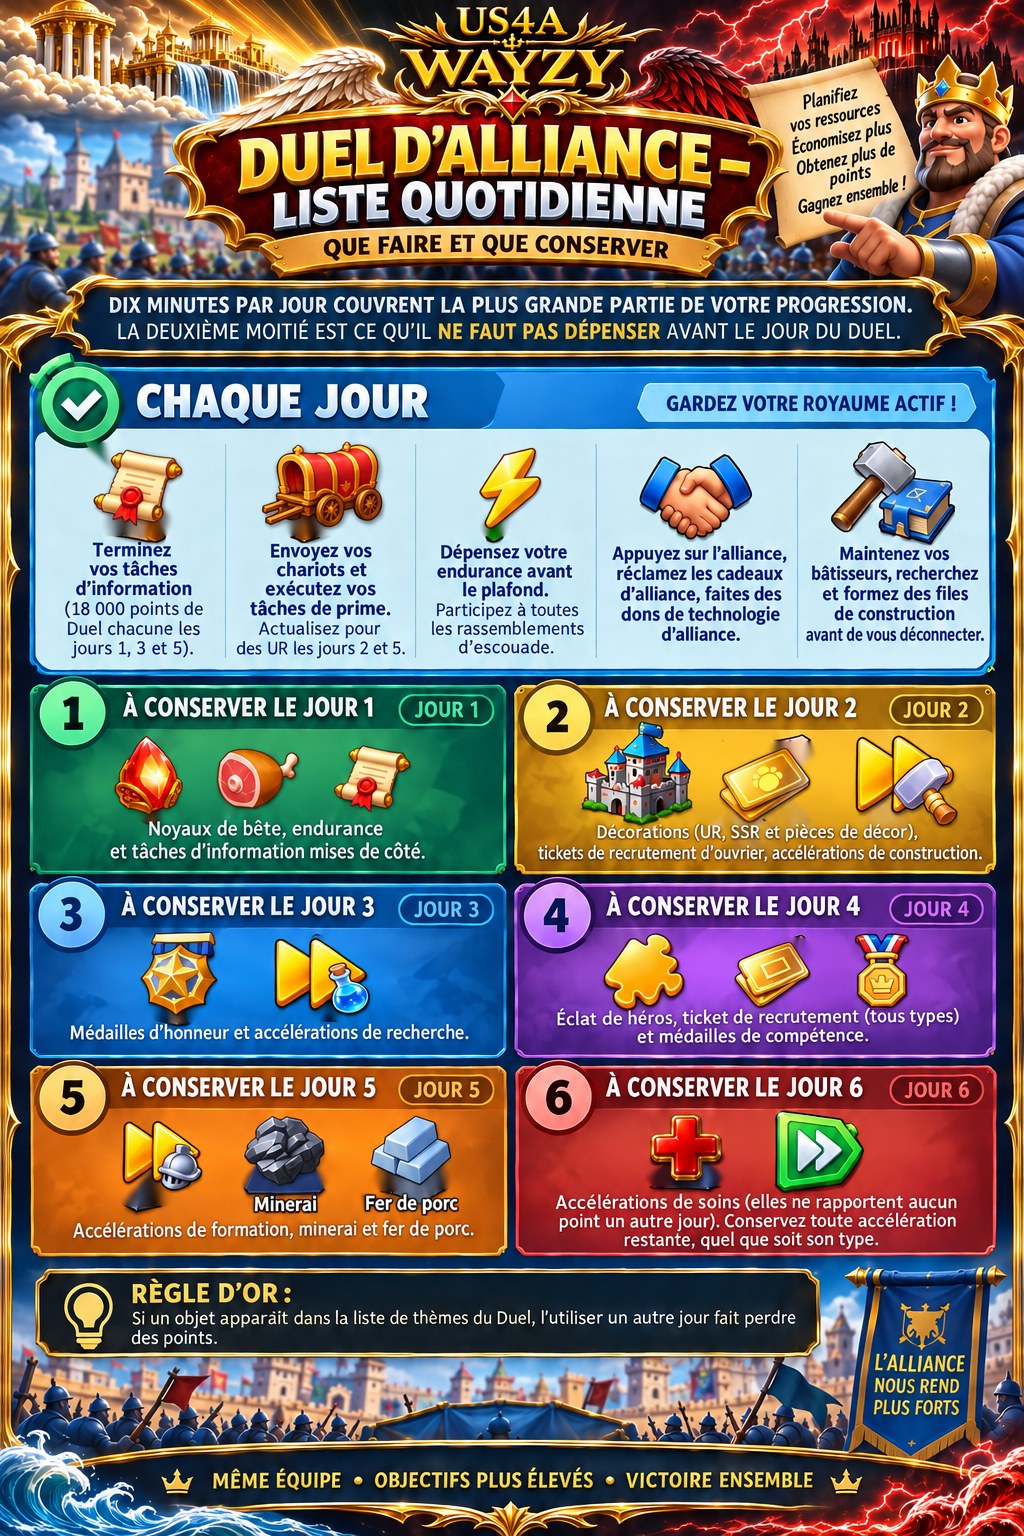 US4A
WAYZY
DUEL D'ALLIANCE –
LISTE QUOTIDIENNE
QUE FAIRE ET QUE CONSERVER
Planifiez
vos ressources
Économisez plus
Obtenez plus de
points
Gagnez ensemble !
DIX MINUTES PAR JOUR COUVRENT LA PLUS GRANDE PARTIE DE VOTRE PROGRESSION.
LA DEUXIÈME MOITIÉ EST CE QU'IL NE FAUT PAS DÉPENSER AVANT LE JOUR DU DUEL.
CHAQUE JOUR
GARDEZ VOTRE ROYAUME ACTIF !
Terminez
vos tâches
d'information
(18 000 points de
Duel chacune les
jours 1, 3 et 5).
Envoyez vos
chariots et
exécutez vos
tâches de prime.
Actualisez pour
des UR les jours 2 et 5.
Dépensez votre
endurance avant
le plafond.
Participez à toutes
les rassemblements
d'escouade.
Appuyez sur l'alliance,
réclamez les cadeaux
d'alliance, faites des
dons de technologie
d'alliance.
Maintenez vos
bâtisseurs, recherchez
et formez des files
de construction
avant de vous déconnecter.
1
À CONSERVER LE JOUR 1
JOUR 1
Noyaux de bête, endurance
et tâches d'information mises de côté.
2
À CONSERVER LE JOUR 2
JOUR 2
Décorations (UR, SSR et pièces de décor),
tickets de recrutement d'ouvrier, accélérations de construction.
3
À CONSERVER LE JOUR 3
JOUR 3
Médailles d'honneur et accélérations de recherche.
4
À CONSERVER LE JOUR 4
JOUR 4
Éclat de héros, ticket de recrutement (tous types)
et médailles de compétence.
5
À CONSERVER LE JOUR 5
JOUR 5
Minerai
Fer de porc
Accélérations de formation, minerai et fer de porc.
6
À CONSERVER LE JOUR 6
JOUR 6
Accélérations de soins (elles ne rapportent aucun
point un autre jour). Conservez toute accélération
restante, quel que soit son type.
RÈGLE D'OR :
Si un objet apparaît dans la liste de thèmes du Duel, l'utiliser un autre jour fait perdre
des points.
L'ALLIANCE
NOUS REND
PLUS FORTS
MÊME ÉQUIPE • OBJECTIFS PLUS ÉLEVÉS • VICTOIRE ENSEMBLE